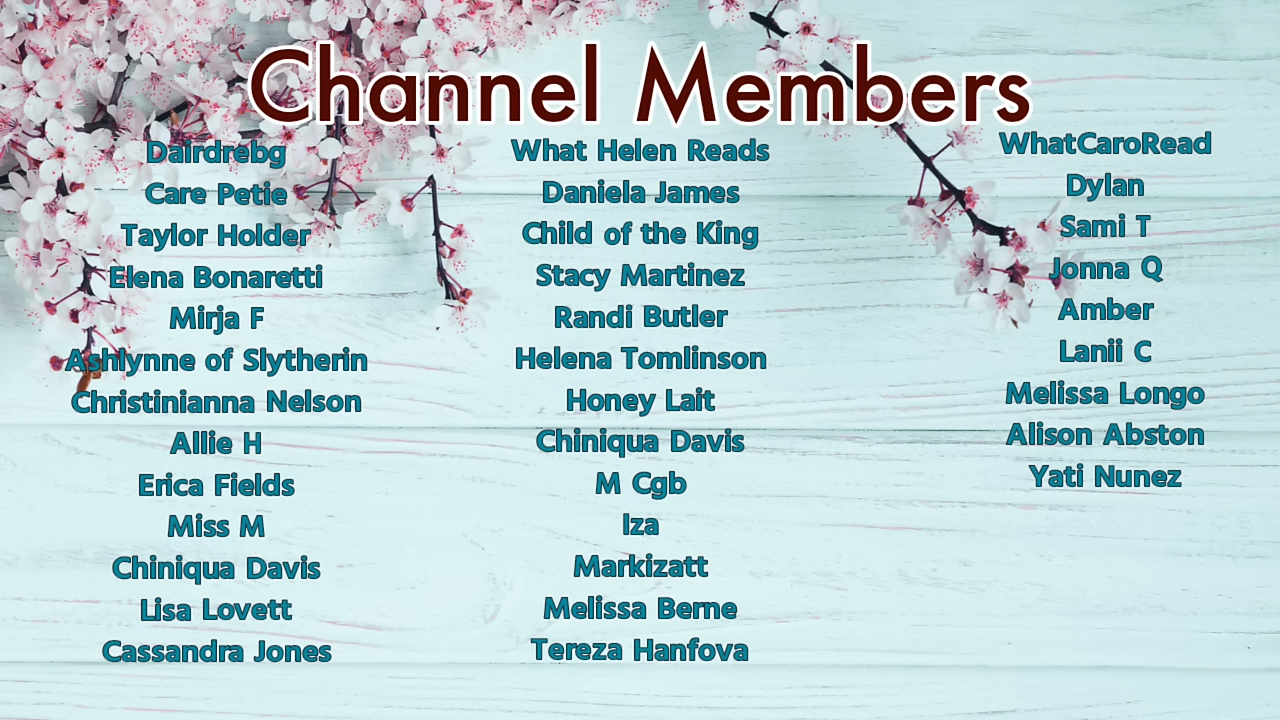 Channel Members
Dairdrebg
Care Petie
Taylor Holder
Elena Bonaretti
Mirja F
Ashlynne of Slytherin
Christinianna Nelson
Allie H
Erica Fields
Miss M
Chiniqua Davis
Lisa Lovett
Cassandra Jones
What Helen Reads
Daniela James
Child of the King
Stacy Martinez
Randi Butler
Helena Tomlinson
Honey Lait
Chiniqua Davis
M Cgb
Iza
Markizatt
Melissa Berne
Tereza Hanfova
WhatCaroRead
Dylan
Sami T
Jonna Q
Amber
Lanii C
Melissa Longo
Alison Abston
Yati Nunez